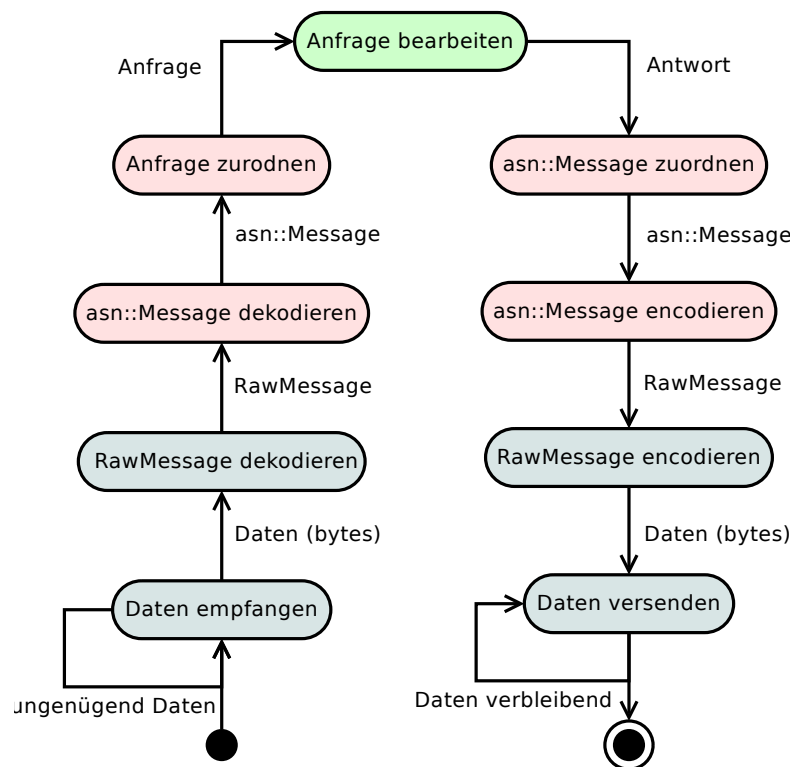 Anfrage bearbeiten
Anfrage
Antwort
Anfrage zurodnen
asn::Message zuordnen
asn::Message
asn::Message
asn::Message dekodieren
asn::Message encodieren
RawMessage
RawMessage
RawMessage dekodieren
RawMessage encodieren
Daten (bytes)
Daten (bytes)
Daten empfangen
Daten versenden
ungenügend Daten
Daten verbleibend